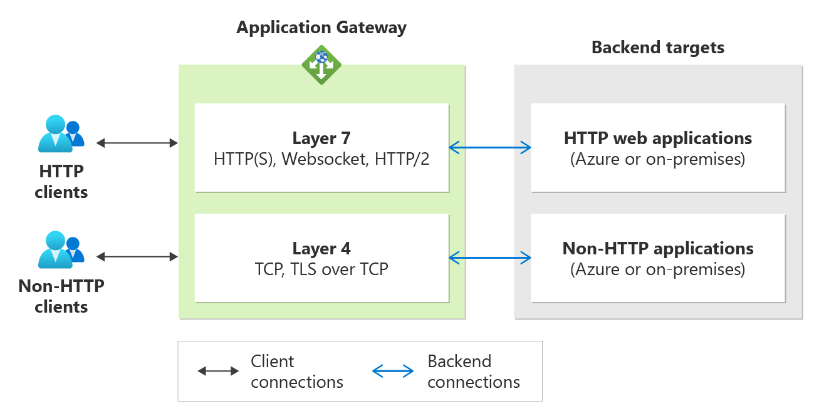 Application Gateway
Backend targets
HTTP
clients
Layer 7
HTTP(S), Websocket, HTTP/2
HTTP web applications
(Azure or on-premises)
Non-HTTP
clients
Layer 4
TCP, TLS over TCP
Non-HTTP applications
(Azure or on-premises)
Client
connections
Backend
connections